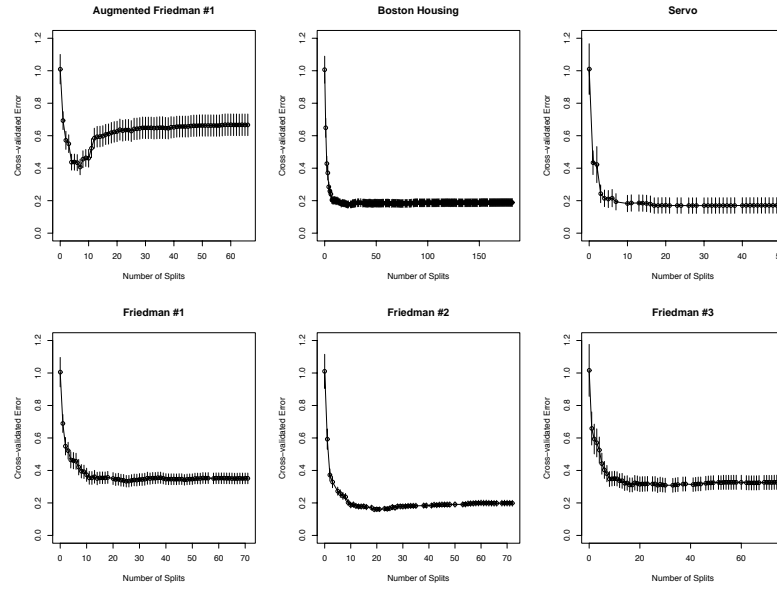 Augmented Friedman #1
Boston Housing
Servo
Cross-validated Error
0.0 0.2 0.4 0.6 0.8 1.0 1.2
0 10 20 30 40 50 60
Number of Splits
Cross-validated Error
0.0 0.2 0.4 0.6 0.8 1.0 1.2
0 50 100 150
Number of Splits
Cross-validated Error
0.0 0.2 0.4 0.6 0.8 1.0 1.2
0 10 20 30 40
Number of Splits
Friedman #1
Friedman #2
Friedman #3
Cross-validated Error
0.0 0.2 0.4 0.6 0.8 1.0 1.2
0 10 20 30 40 50 60 70
Number of Splits
Cross-validated Error
0.0 0.2 0.4 0.6 0.8 1.0 1.2
0 10 20 30 40 50 60 70
Number of Splits
Cross-validated Error
0.0 0.2 0.4 0.6 0.8 1.0 1.2
0 20 40 60
Number of Splits